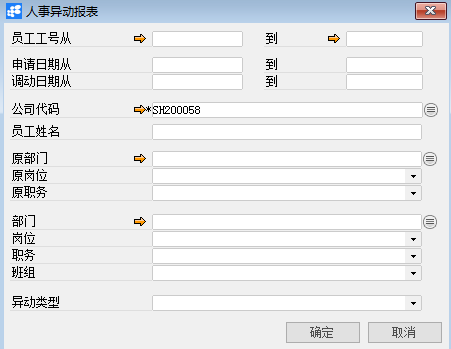 人事异动报表
员工工号从 到
申请日期从 到
调动日期从 到
公司代码 *SH200058
员工姓名
原部门
原岗位
原职务
部门
岗位
职务
班组
异动类型
确定 取消